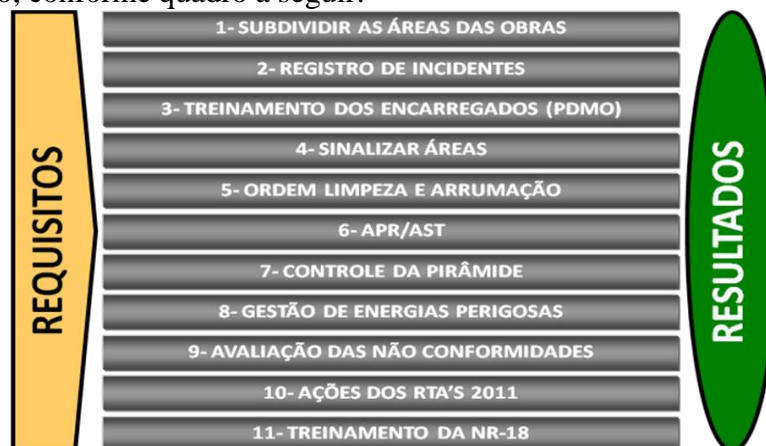 o, conforme quadro a seguir:
REQUISITOS
1- SUBDIVIDIR AS ÁREAS DAS OBRAS
2- REGISTRO DE INCIDENTES
3- TREINAMENTO DOS ENCARREGADOS (PDMO)
4- SINALIZAR ÁREAS
5- ORDEM LIMPEZA E ARRUMAÇÃO
6- APR/AST
7- CONTROLE DA PIRÂMIDE
8- GESTÃO DE ENERGIAS PERIGOSAS
9- AVALIAÇÃO DAS NÃO CONFORMIDADES
10- AÇÕES DOS RTA'S 2011
11- TREINAMENTO DA NR-18
RESULTADOS